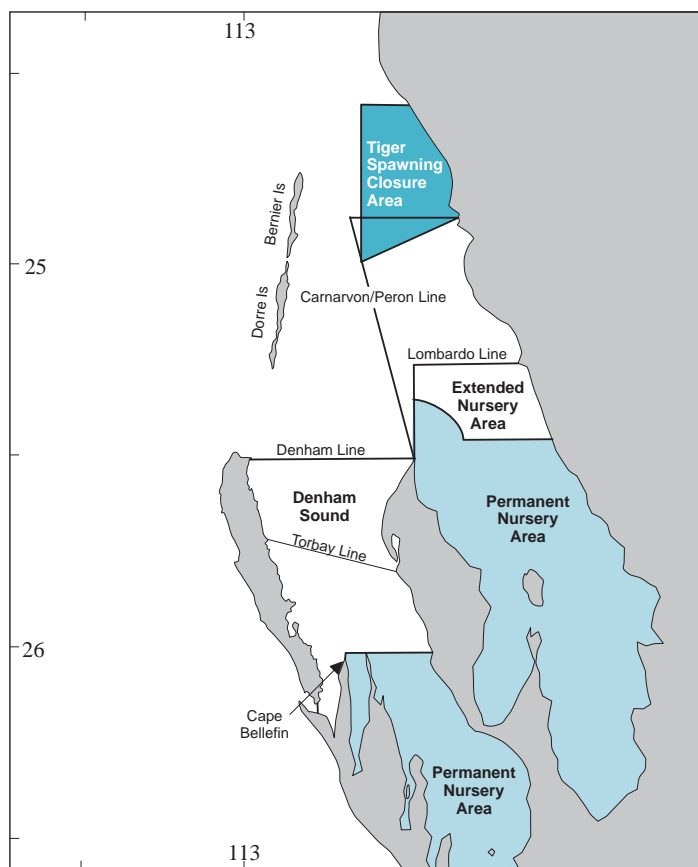 113
Tiger
Spawning
Closure
Area
Bernier Is
25
Dorre Is
Carnarvon/Peron Line
Lombardo Line
Extended
Nursery
Area
Denham Line
Denham
Sound
Permanent
Nursery
Area
Torbay Line
26
Cape
Bellefin
Permanent
Nursery
Area
113